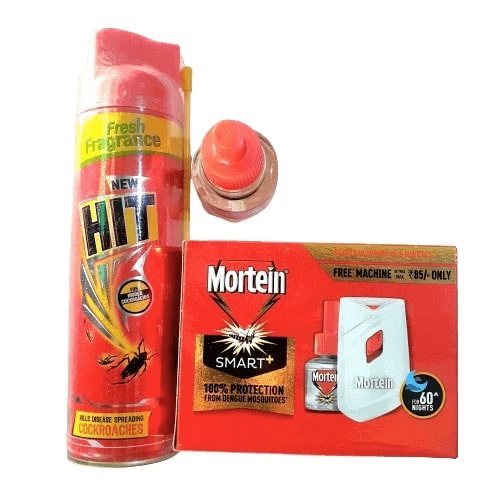 Fresh
Fragrance
NEW
HIT
KILLS DISEASE SPREADING
COCKROACHES
FREE MACHINE
₹85/- ONLY
Mortein
SMART+
100% PROTECTION
FROM DENGUE MOSQUITOES*
Mortein
Mortein
FOR 60^
NIGHTS